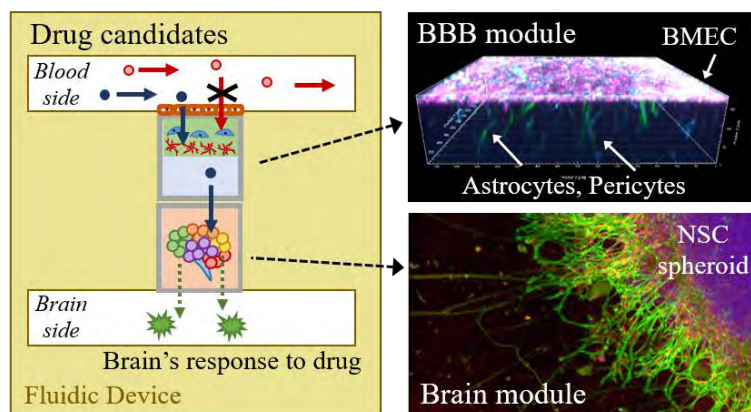 Drug candidates
Blood
side
Brain
side
Brain's response to drug
Fluidic Device
BBB module
BMEC
Astrocytes, Pericytes
NSC
spheroid
Brain module